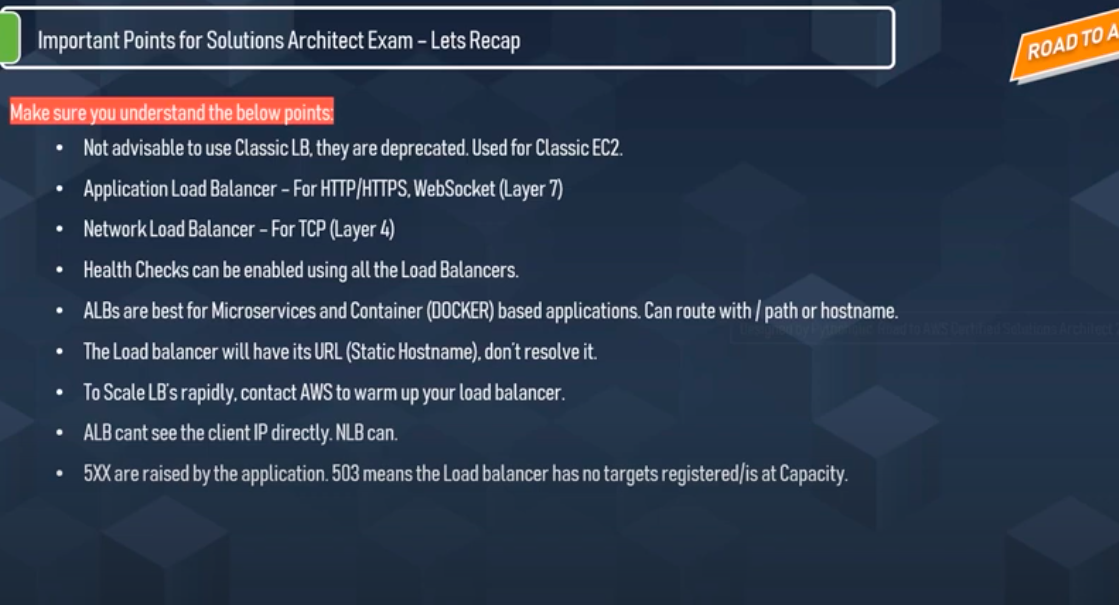 Important Points for Solutions Architect Exam – Lets Recap
ROAD TO A
Make sure you understand the below points:
• Not advisable to use Classic LB, they are deprecated. Used for Classic EC2.
• Application Load Balancer – For HTTP/HTTPS, WebSocket (Layer 7)
• Network Load Balancer – For TCP (Layer 4)
• Health Checks can be enabled using all the Load Balancers.
• ALBs are best for Microservices and Container (DOCKER) based applications. Can route with / path or hostname.
• The Load balancer will have its URL (Static Hostname), don't resolve it.
• To Scale LB's rapidly, contact AWS to warm up your load balancer.
• ALB cant see the client IP directly. NLB can.
• 5XX are raised by the application. 503 means the Load balancer has no targets registered/is at Capacity.